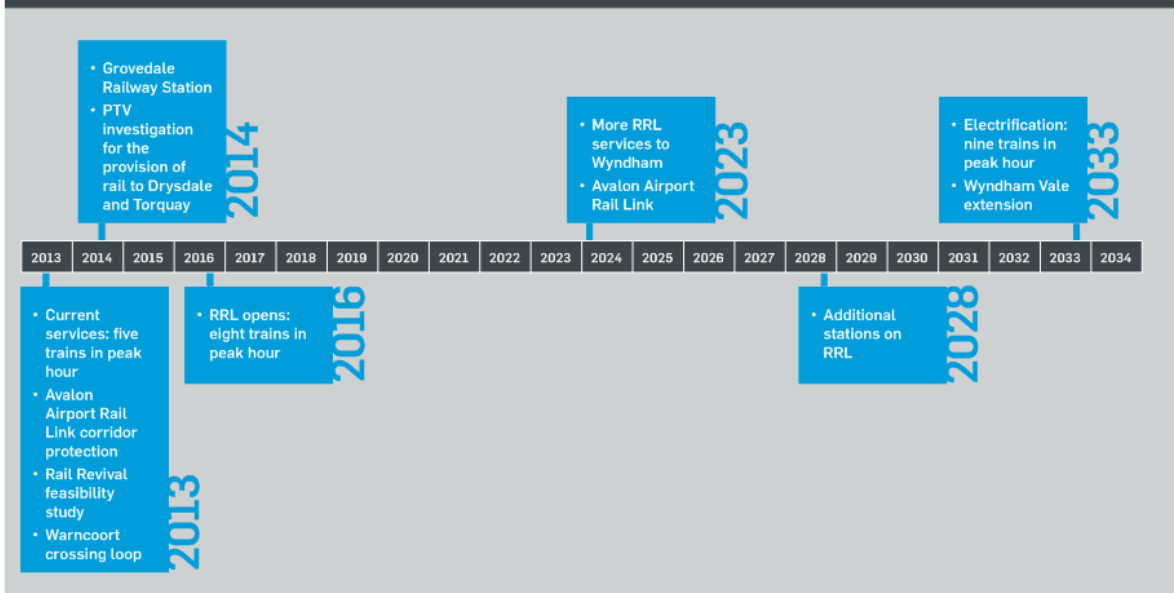 • Grovedale
Railway Station
• PTV
investigation
for the
provision of
rail to Drysdale
and Torquay
2014
• More RRL
services to
Wyndham
• Avalon Airport
Rail Link
2023
• Electrification:
nine trains in
peak hour
• Wyndham Vale
extension
2033
2013 2014 2015 2016 2017 2018 2019 2020 2021 2022 2023 2024 2025 2026 2027 2028 2029 2030 2031 2032 2033 2034
• Current
services: five
trains in peak
hour
• Avalon
Airport Rail
Link corridor
protection
• Rail Revival
feasibility
study
• Warncoort
crossing loop
2013
• RRL opens:
eight trains in
peak hour
2016
• Additional
stations on
RRL
2028